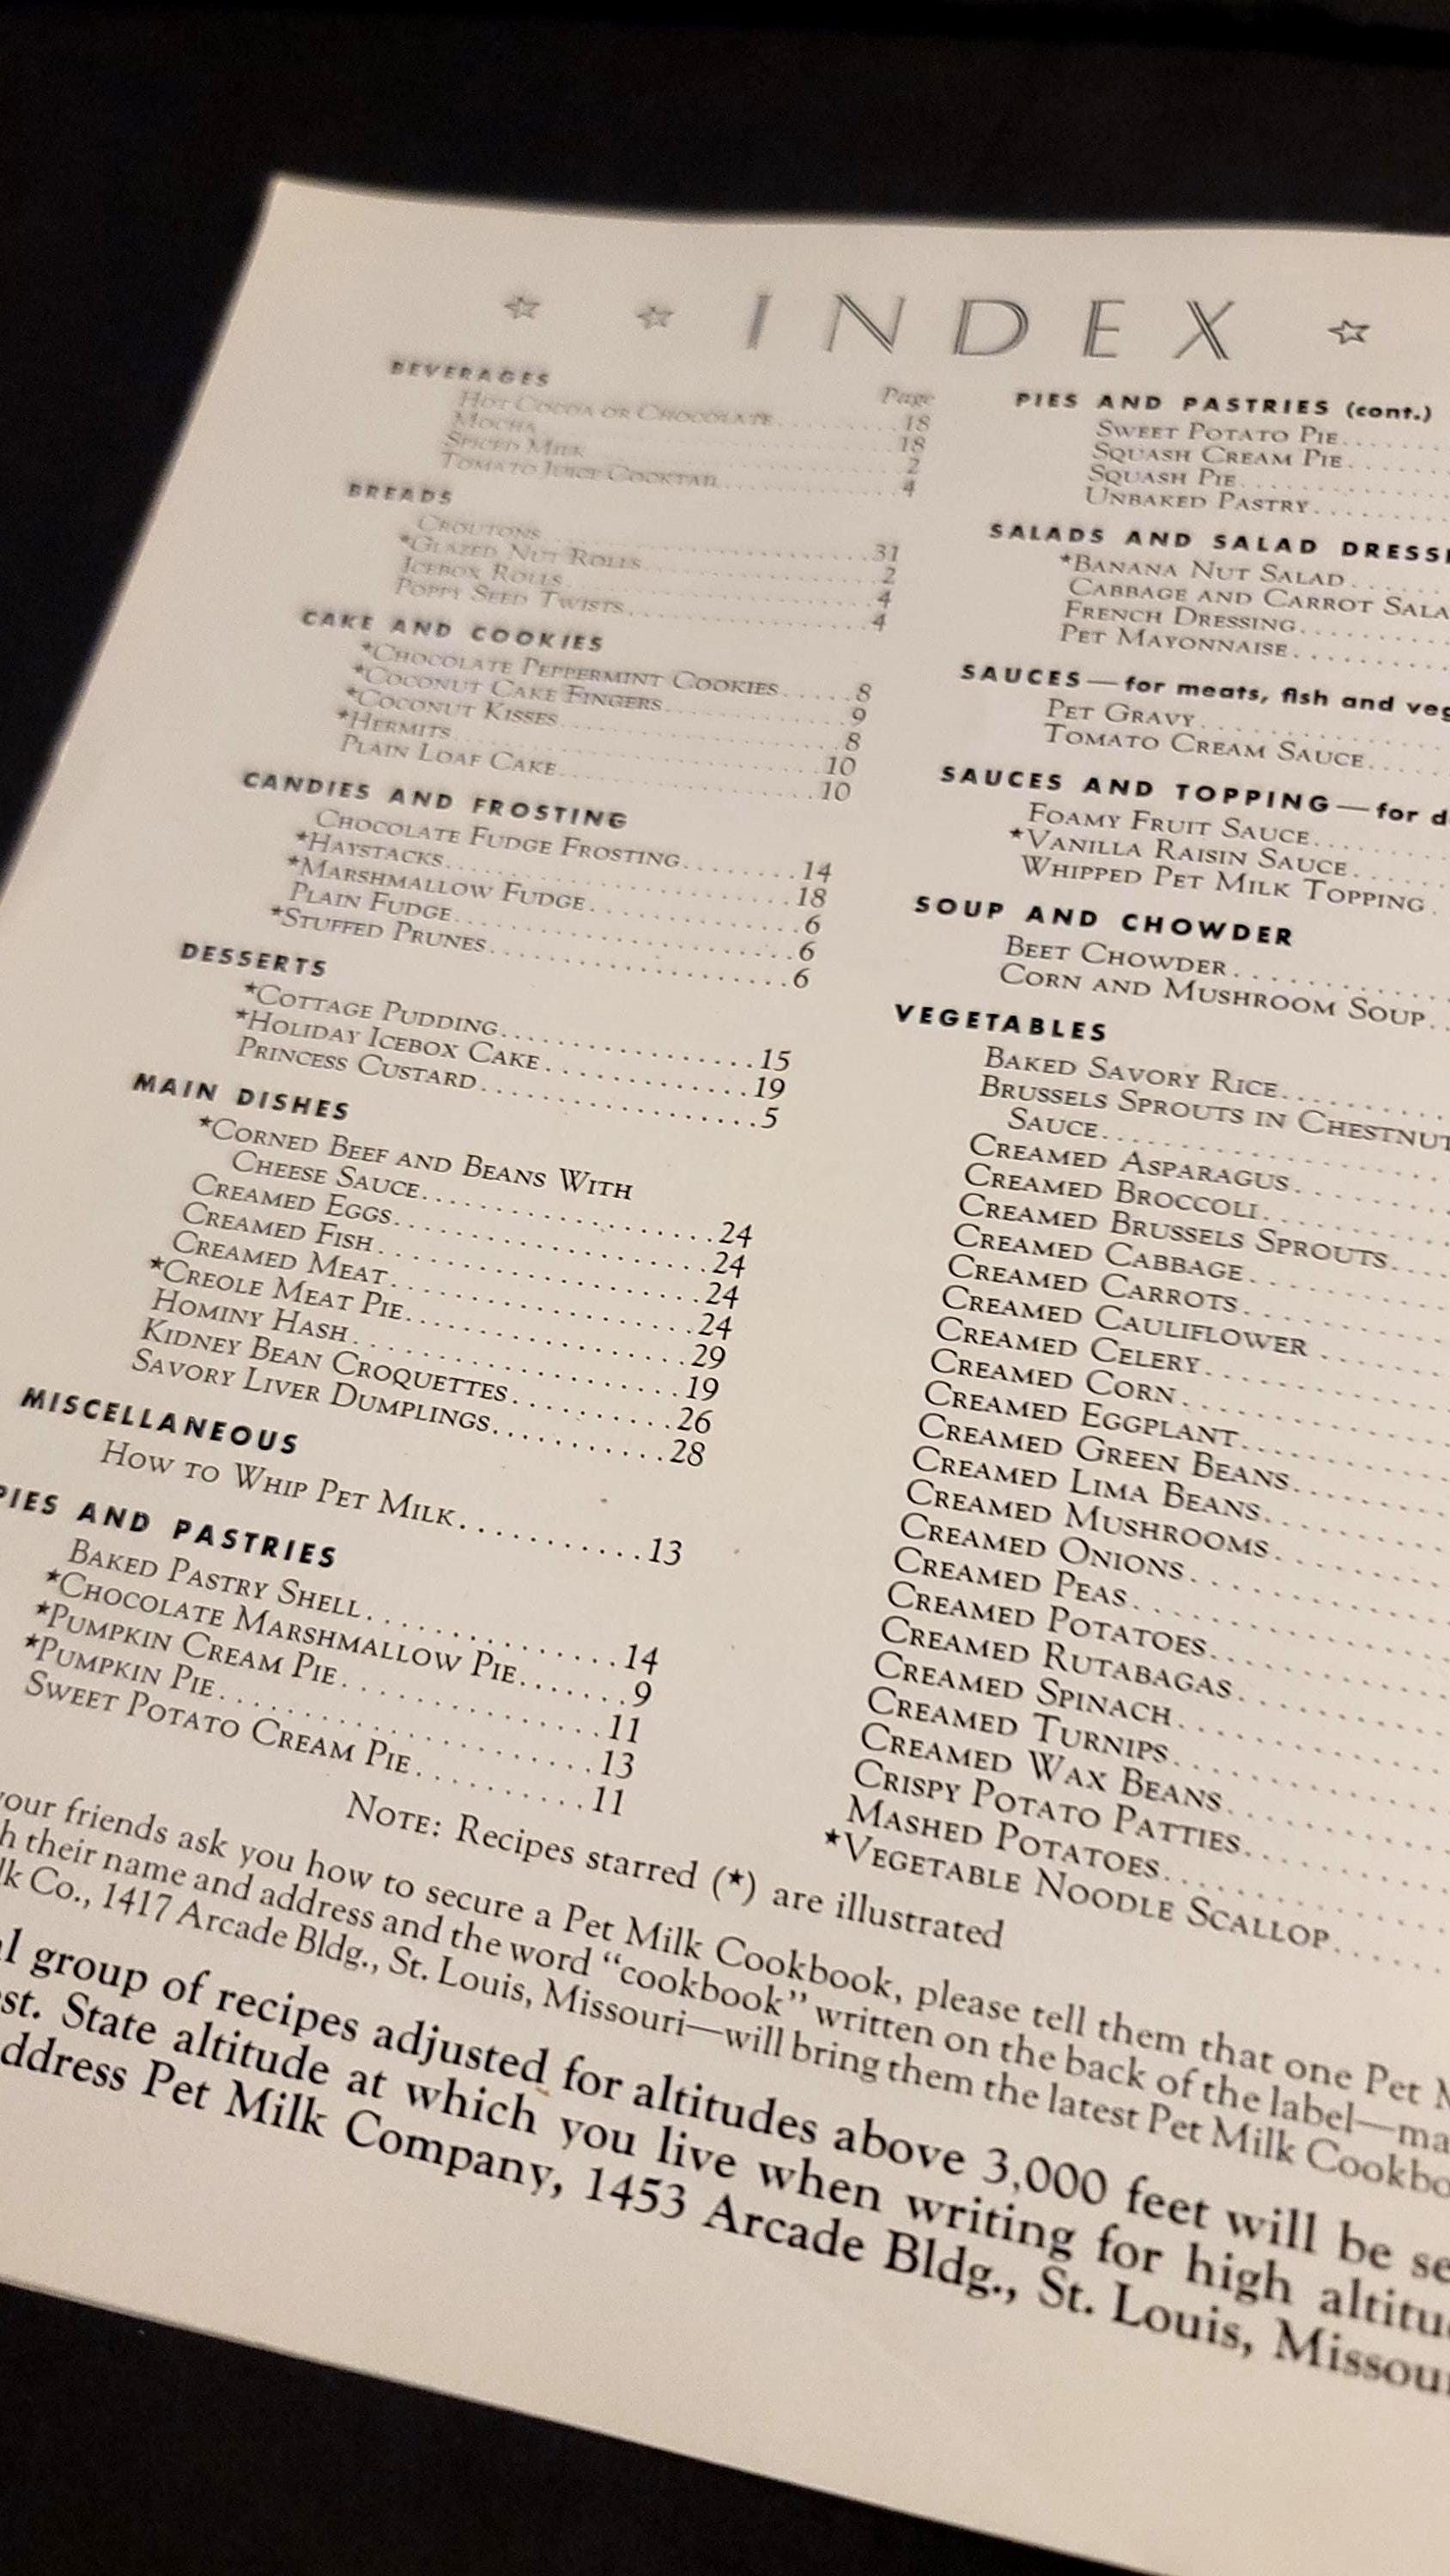 INDEX
BEVERAGES
Page
HOT COCOA OR CHOCOLATE........18
MOCHA........18
SPICED MILK........2
TOMATO JUICE COCKTAIL........4
BREADS
CROUTONS........31
*GLAZED NUT ROLLS........2
ICEBOX ROLLS........4
POPPY SEED TWISTS........4
CAKE AND COOKIES
*CHOCOLATE PEPPERMINT COOKIES........8
*COCONUT CAKE FINGERS........9
*COCONUT KISSES........8
*HERMITS........10
PLAIN LOAF CAKE........10
CANDIES AND FROSTING
CHOCOLATE FUDGE FROSTING........14
*HAYSTACKS........18
*MARSHMALLOW FUDGE........6
PLAIN FUDGE........6
*STUFFED PRUNES........6
DESSERTS
*COTTAGE PUDDING........15
*HOLIDAY ICEBOX CAKE........19
PRINCESS CUSTARD........5
MAIN DISHES
*CORNED BEEF AND BEANS WITH
CHEESE SAUCE........24
CREAMED EGGS........24
CREAMED FISH........24
CREAMED MEAT........24
*CREOLE MEAT PIE........29
HOMINY HASH........19
KIDNEY BEAN CROQUETTES........26
SAVORY LIVER DUMPLINGS........28
MISCELLANEOUS
HOW TO WHIP PET MILK........13
PIES AND PASTRIES
BAKED PASTRY SHELL........14
*CHOCOLATE MARSHMALLOW PIE........9
*PUMPKIN CREAM PIE........11
*PUMPKIN PIE........13
SWEET POTATO CREAM PIE........11
PIES AND PASTRIES (cont.)
SWEET POTATO PIE........
SQUASH CREAM PIE........
SQUASH PIE........
UNBAKED PASTRY........
SALADS AND SALAD DRESSI
*BANANA NUT SALAD........
CABBAGE AND CARROT SALA
FRENCH DRESSING........
PET MAYONNAISE........
SAUCES—for meats, fish and veg
PET GRAVY........
TOMATO CREAM SAUCE........
SAUCES AND TOPPING—for d
FOAMY FRUIT SAUCE........
*VANILLA RAISIN SAUCE........
WHIPPED PET MILK TOPPING..
SOUP AND CHOWDER
BEET CHOWDER........
CORN AND MUSHROOM SOUP..
VEGETABLES
BAKED SAVORY RICE........
BRUSSELS SPROUTS IN CHESTNUT
SAUCE........
CREAMED ASPARAGUS........
CREAMED BROCCOLI........
CREAMED BRUSSELS SPROUTS....
CREAMED CABBAGE........
CREAMED CARROTS........
CREAMED CAULIFLOWER........
CREAMED CELERY........
CREAMED CORN........
CREAMED EGGPLANT........
CREAMED GREEN BEANS........
CREAMED LIMA BEANS........
CREAMED MUSHROOMS........
CREAMED ONIONS........
CREAMED PEAS........
CREAMED POTATOES........
CREAMED RUTABAGAS........
CREAMED SPINACH........
CREAMED TURNIPS........
CREAMED WAX BEANS........
CRISPY POTATO PATTIES........
MASHED POTATOES........
*VEGETABLE NOODLE SCALLOP.....
NOTE: Recipes starred (*) are illustrated
your friends ask you how to secure a Pet Milk Cookbook, please tell them that one Pet M
h their name and address and the word "cookbook" written on the back of the label—ma
lk Co., 1417 Arcade Bldg., St. Louis, Missouri—will bring them the latest Pet Milk Cookbo
al group of recipes adjusted for altitudes above 3,000 feet will be se
est. State altitude at which you live when writing for high altitu
ddress Pet Milk Company, 1453 Arcade Bldg., St. Louis, Missour